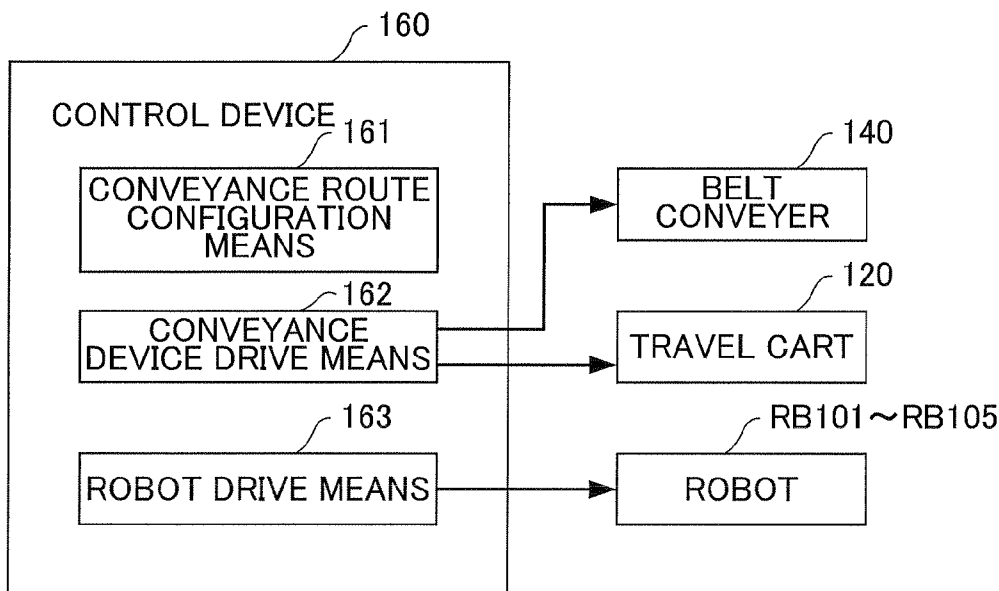 160
CONTROL DEVICE
161
CONVEYANCE ROUTE
CONFIGURATION
MEANS
140
BELT
CONVEYER
162
CONVEYANCE
DEVICE DRIVE MEANS
120
TRAVEL CART
163
ROBOT DRIVE MEANS
RB101～RB105
ROBOT